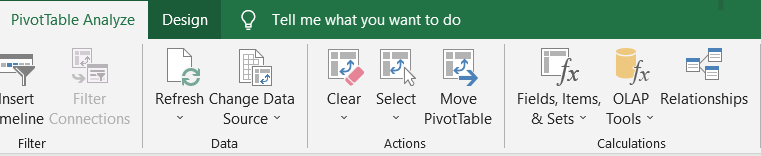 PivotTable Analyze Design Tell me what you want to do
Insert Filter Refresh Change Data Clear Select Move Fields, Items, OLAP Relationships
meline Connections Source PivotTable & Sets Tools
Filter Data Actions Calculations